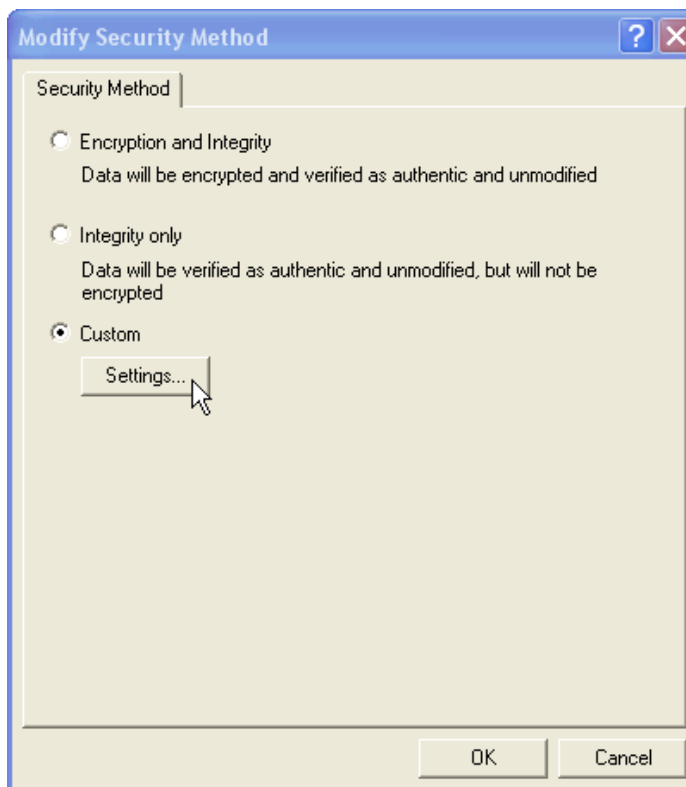 Modify Security Method
?
Security Method
Encryption and Integrity
Data will be encrypted and verified as authentic and unmodified
Integrity only
Data will be verified as authentic and unmodified, but will not be
encrypted
Custom
Settings...
OK
Cancel